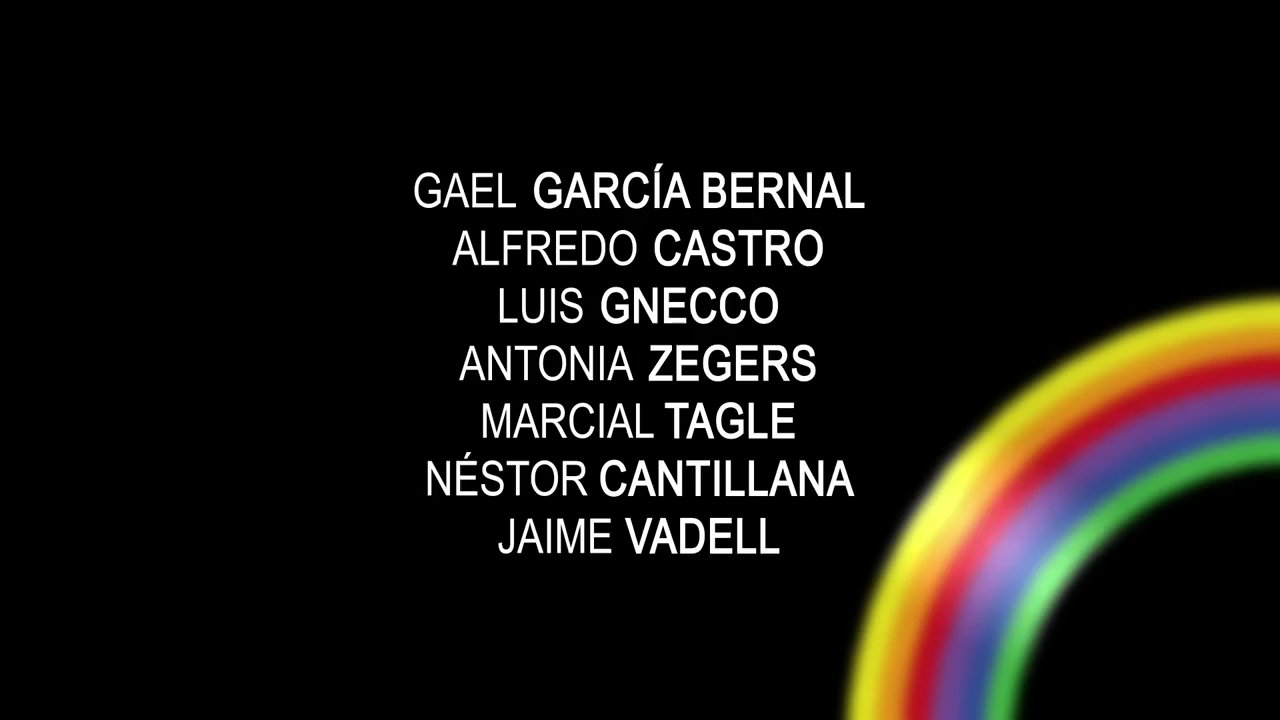 GAEL GARCÍA BERNAL
ALFREDO CASTRO
LUIS GNECCO
ANTONIA ZEGERS
MARCIAL TAGLE
NÉSTOR CANTILLANA
JAIME VADELL